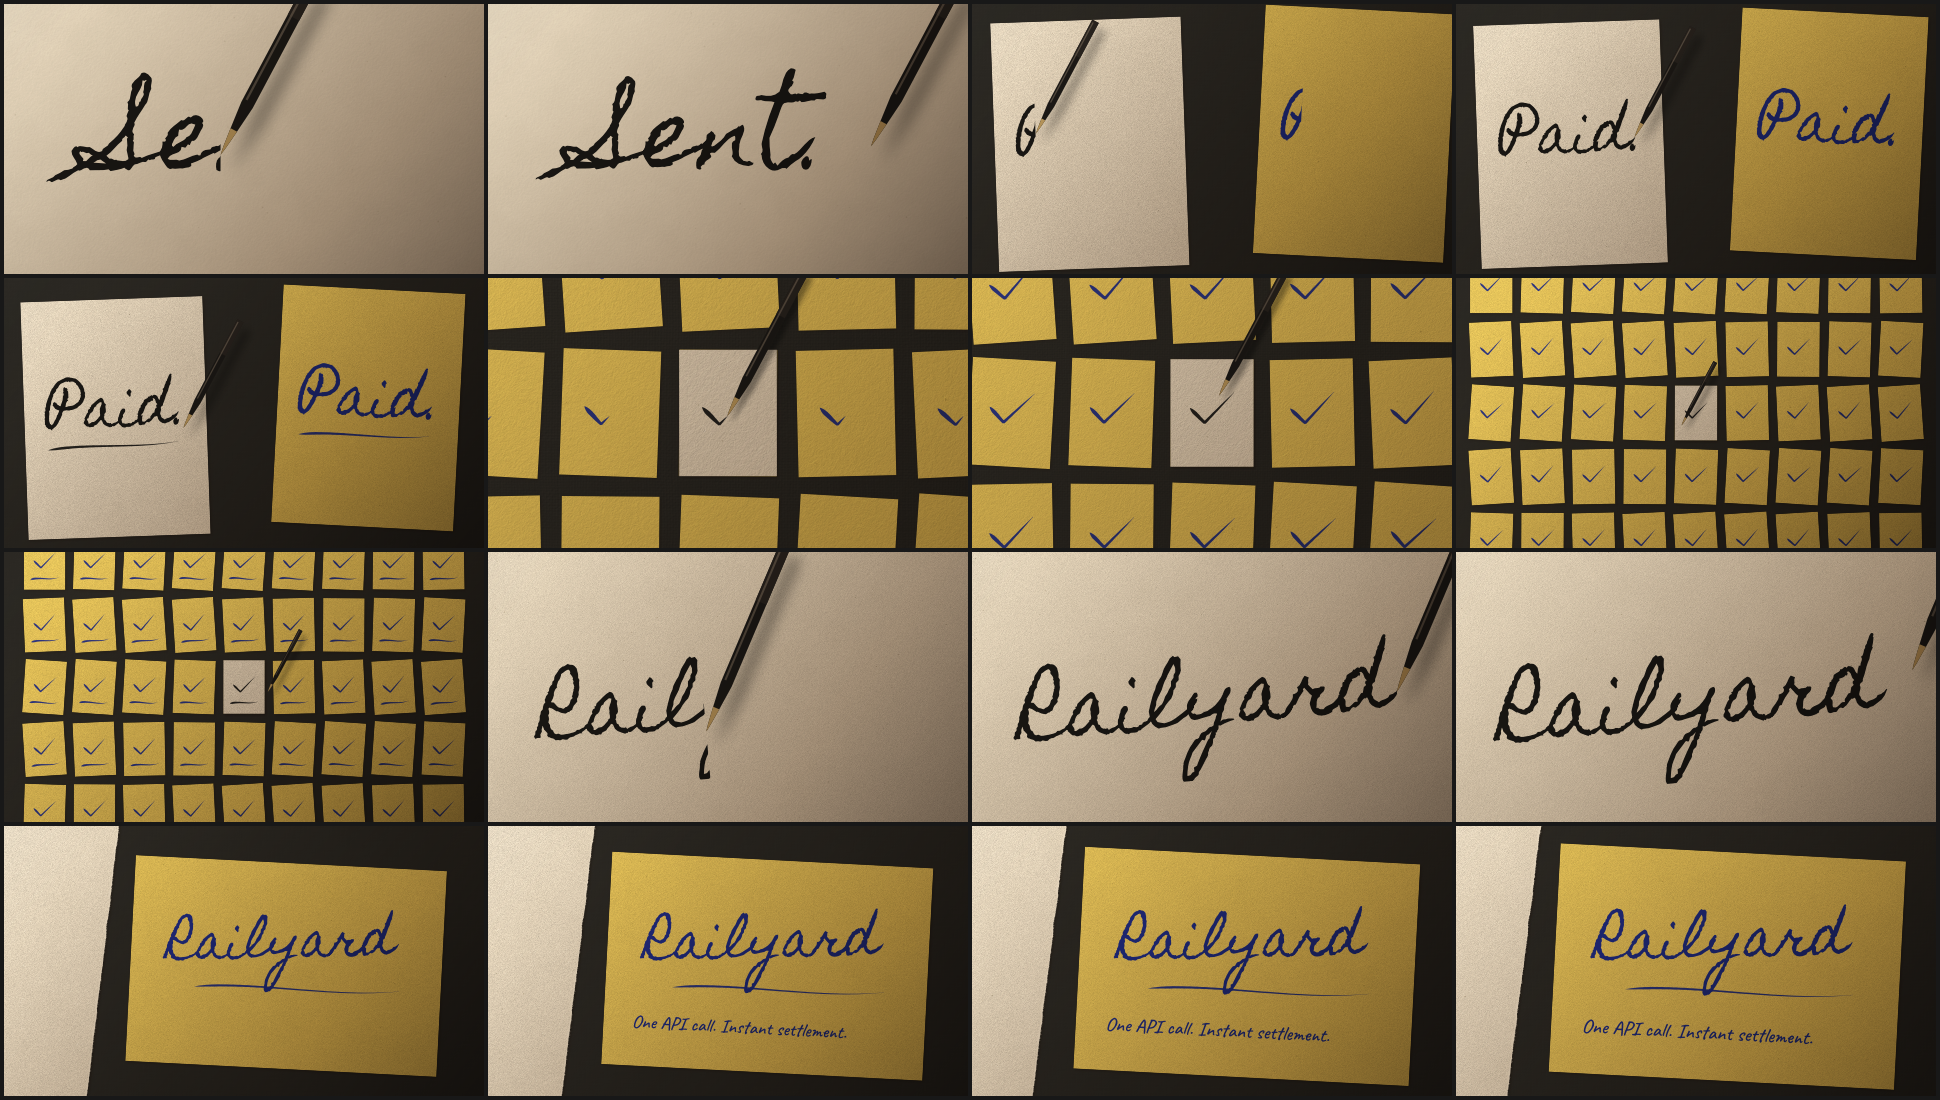 Se.
Sent.
Paid.
Paid.
Paid.
Paid.
Rail
Railyard
Railyard
Railyard
Railyard
One API call. Instant settlement.
Railyard
One API call. Instant settlement.
Railyard
One API call. Instant settlement.